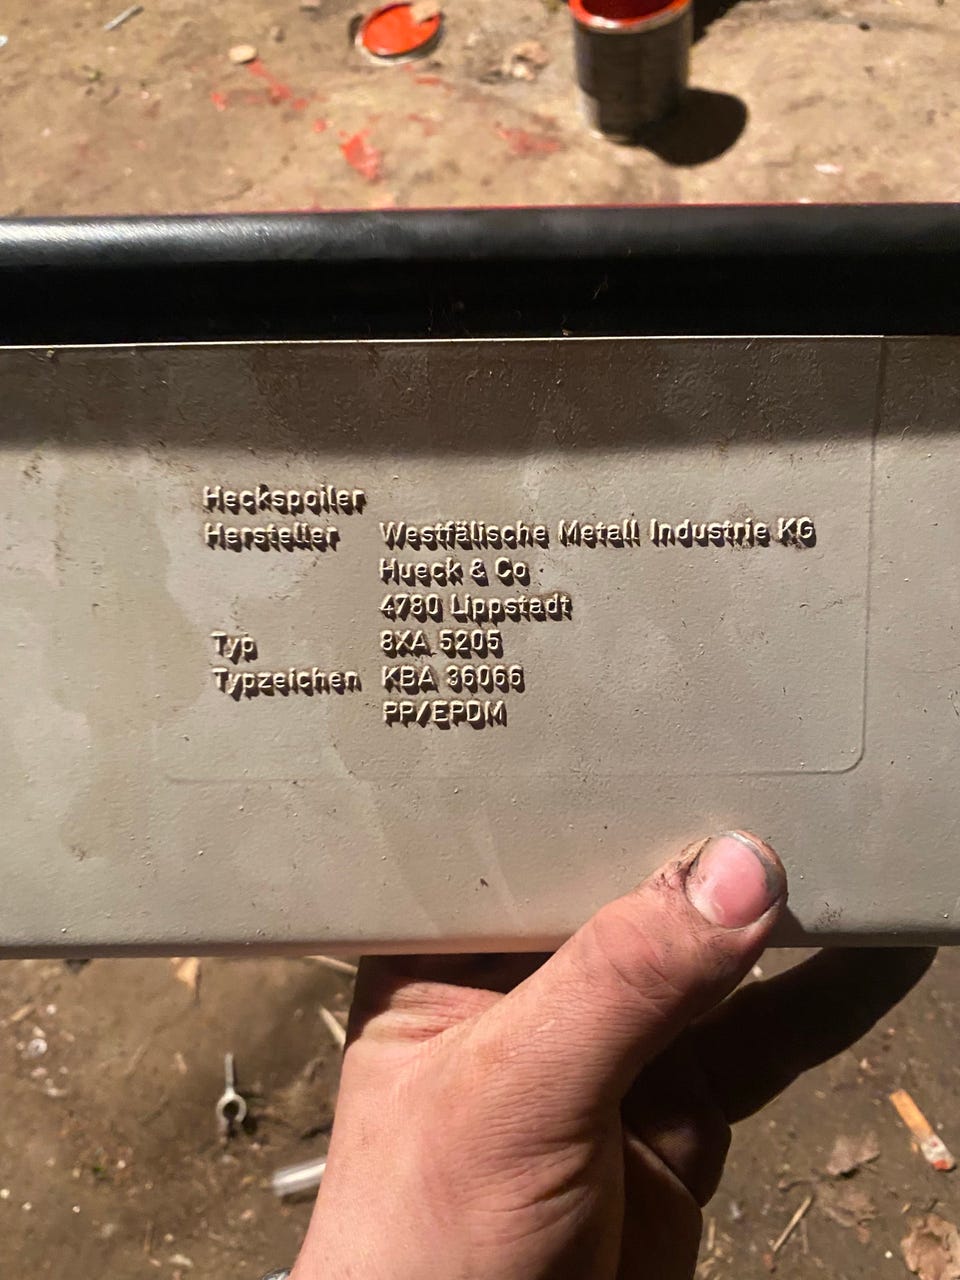 Heckspoiler
Hersteller Westfälische Metall Industrie KG
Hueck & Co
4780 Lippstadt
Typ 8XA 5205
Typzeichen KBA 36066
PP/EPDM